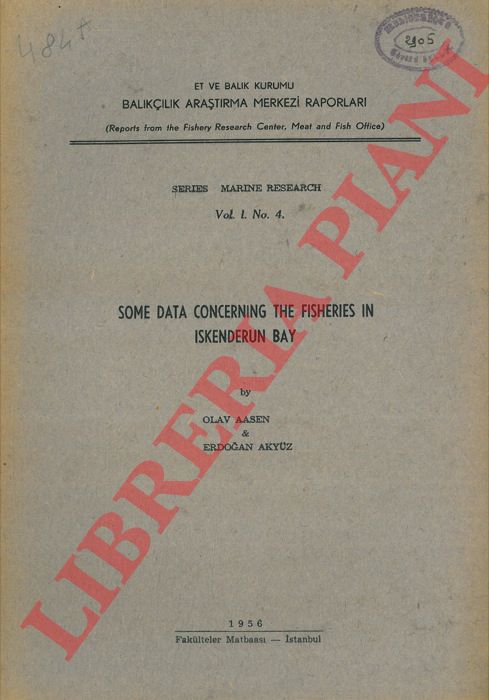 484
2905
ET VE BALIK KURUMU
BALIKÇILIK ARAŞTIRMA MERKEZİ RAPORLARI
(Reports from the Fishery Research Center, Meat and Fish Office)
SERIES MARINE RESEARCH
Vol. I. No. 4.
SOME DATA CONCERNING THE FISHERIES IN
ISKENDERUN BAY
by
OLAV AASEN
&
ERDOĞAN AKYÜZ
1956
Fakülteler Matbaası — İstanbul
LIBRERIA PIANI